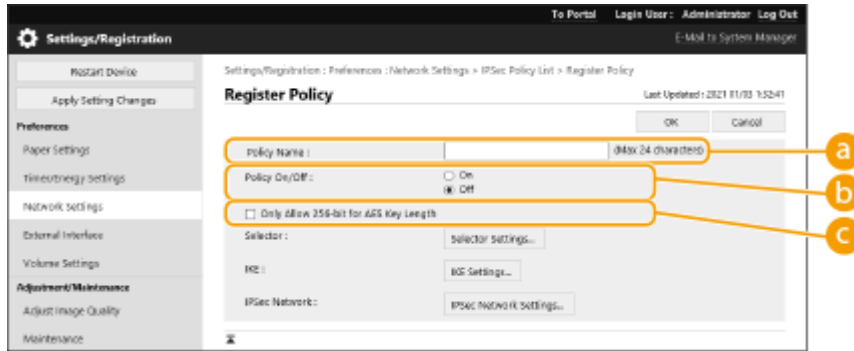 To Portal Login User: Administrator Log Out
Settings/Registration
E-Mail to System Manager
Restart Device
Apply Setting Changes
Preferences
Paper Settings
Timeout/Energy Settings
Network Settings
External Interface
Volume Settings
Adjustment/Maintenance
Adjust Image Quality
Maintenance
Settings/Registration : Preferences : Network Settings > IPSec Policy List > Register Policy
Register Policy
Last Updated : 2021 01/03 1:32:41
OK Cancel
Policy Name : (Max 24 characters)
Policy On/Off : On
Off
Only Allow 256-bit for AES Key Length
Selector : Selector Settings...
IKE : IKE Settings...
IPSec Network : IPSec Network Settings...
a
b
c